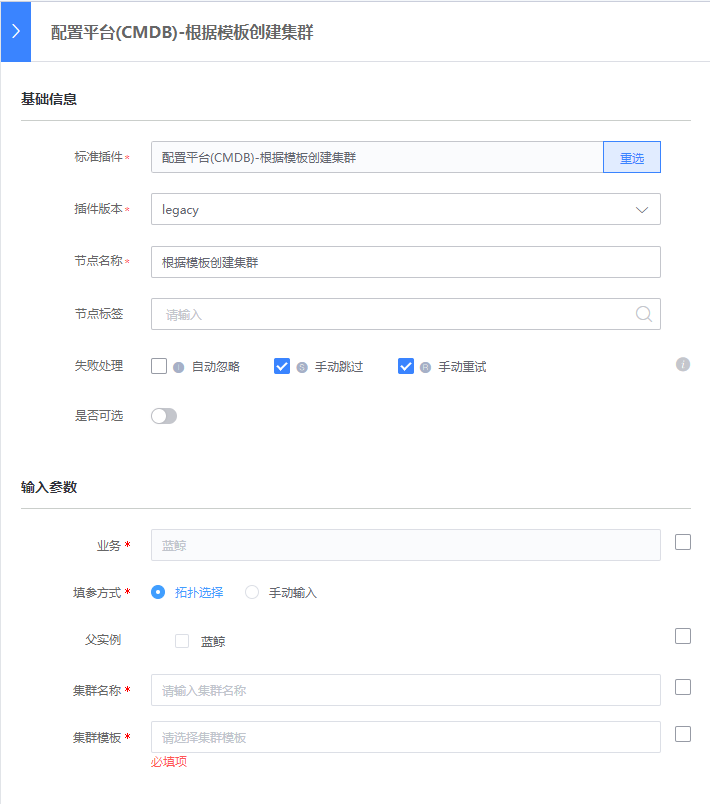 配置平台(CMDB)-根据模板创建集群
基础信息
标准插件* 配置平台(CMDB)-根据模板创建集群 重选
插件版本* legacy
节点名称* 根据模板创建集群
节点标签 请输入
失败处理 I 自动忽略 S 手动跳过 R 手动重试 i
是否可选
输入参数
业务* 蓝鲸
填参方式* 拓扑选择 手动输入
父实例 蓝鲸
集群名称* 请输入集群名称
集群模板* 请选择集群模板
必填项